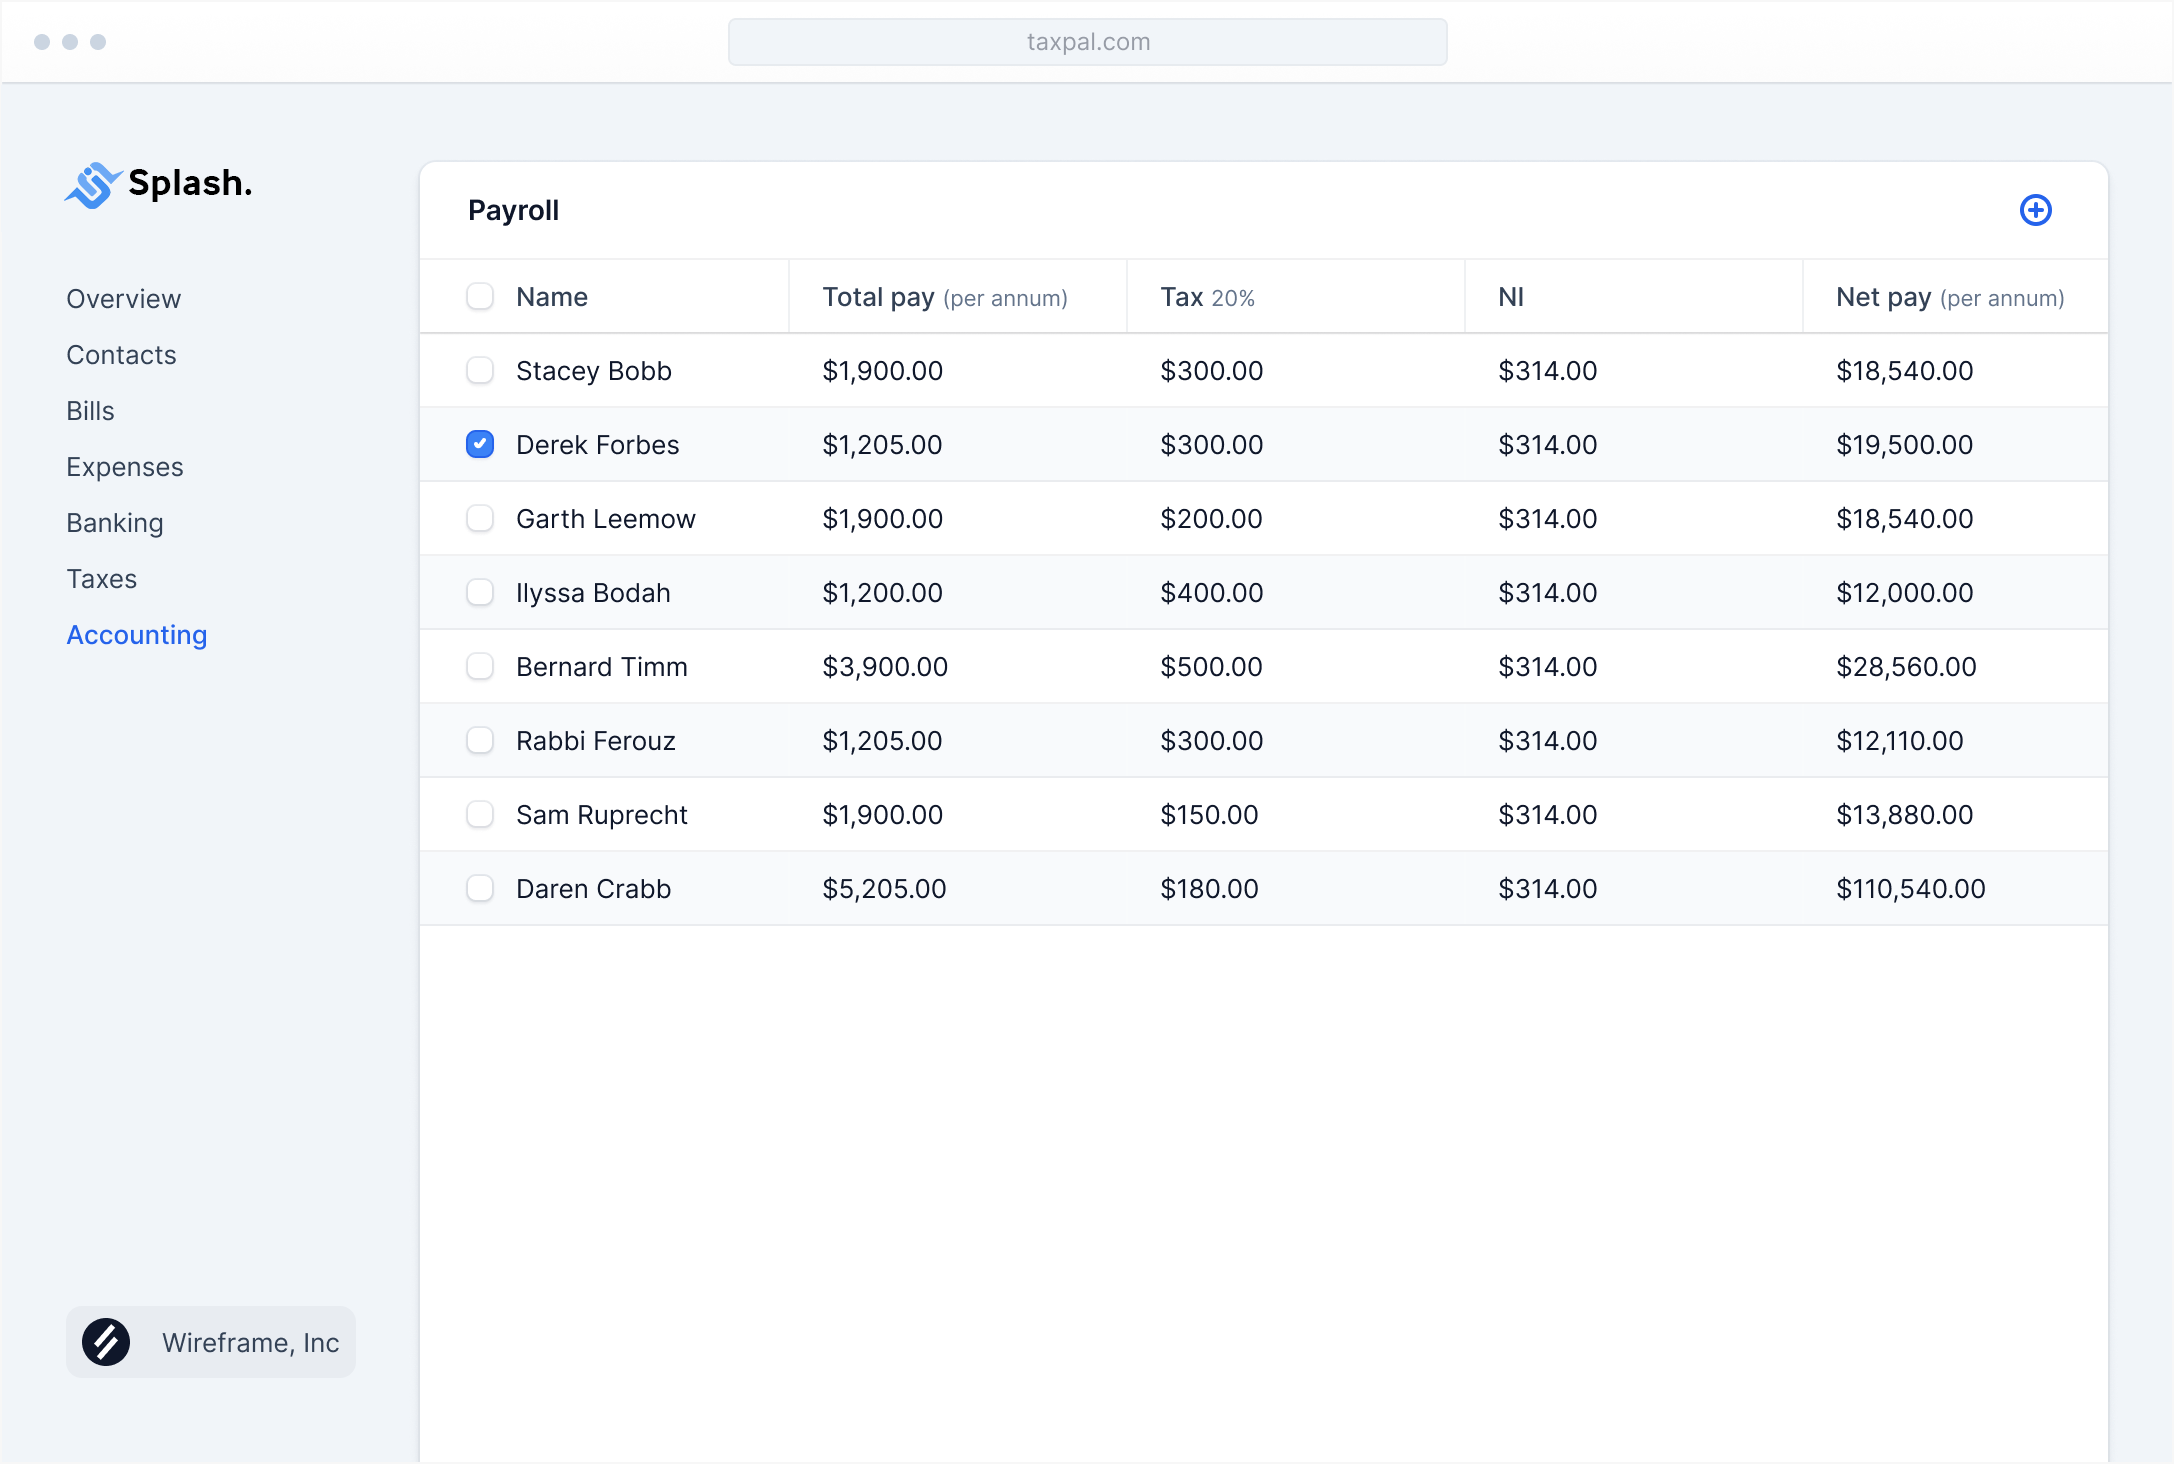 taxpal.com
Splash.
Overview
Contacts
Bills
Expenses
Banking
Taxes
Accounting
Wireframe, Inc
Payroll
Name Total pay (per annum) Tax 20% NI Net pay (per annum)
Stacey Bobb $1,900.00 $300.00 $314.00 $18,540.00
Derek Forbes $1,205.00 $300.00 $314.00 $19,500.00
Garth Leemow $1,900.00 $200.00 $314.00 $18,540.00
Ilyssa Bodah $1,200.00 $400.00 $314.00 $12,000.00
Bernard Timm $3,900.00 $500.00 $314.00 $28,560.00
Rabbi Ferouz $1,205.00 $300.00 $314.00 $12,110.00
Sam Ruprecht $1,900.00 $150.00 $314.00 $13,880.00
Daren Crabb $5,205.00 $180.00 $314.00 $110,540.00